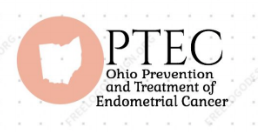 PTEC
Ohio Prevention
and Treatment of
Endometrial Cancer